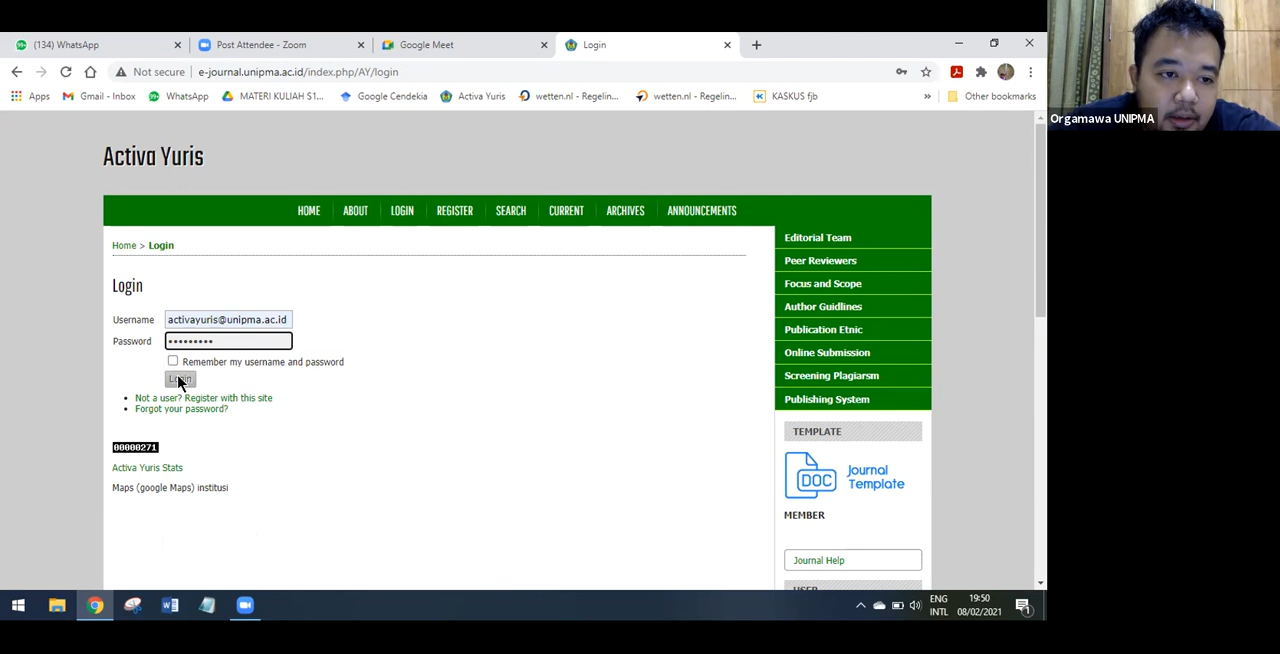 (134) WhatsApp
Post Attendee - Zoom
Google Meet
Login
Not secure
e-journal.unipma.ac.id/index.php/AY/login
Apps
Gmail - Inbox
WhatsApp
MATERI KULIAH S1...
Google Cendekia
Activa Yuris
wetten.nl - Regelin...
wetten.nl - Regelin...
KASKUS fjb
Other bookmarks
Orgamawa UNIPMA
Activa Yuris
HOME
ABOUT
LOGIN
REGISTER
SEARCH
CURRENT
ARCHIVES
ANNOUNCEMENTS
Home > Login
Login
Username activayuris@unipma.ac.id
Password
Remember my username and password
Login
Not a user? Register with this site
Forgot your password?
00000271
Activa Yuris Stats
Maps (google Maps) institusi
Editorial Team
Peer Reviewers
Focus and Scope
Author Guidlines
Publication Etnic
Online Submission
Screening Plagiarsm
Publishing System
TEMPLATE
DOC
Journal
Template
MEMBER
Journal Help
USER
ENG
INTL
19:50
08/02/2021